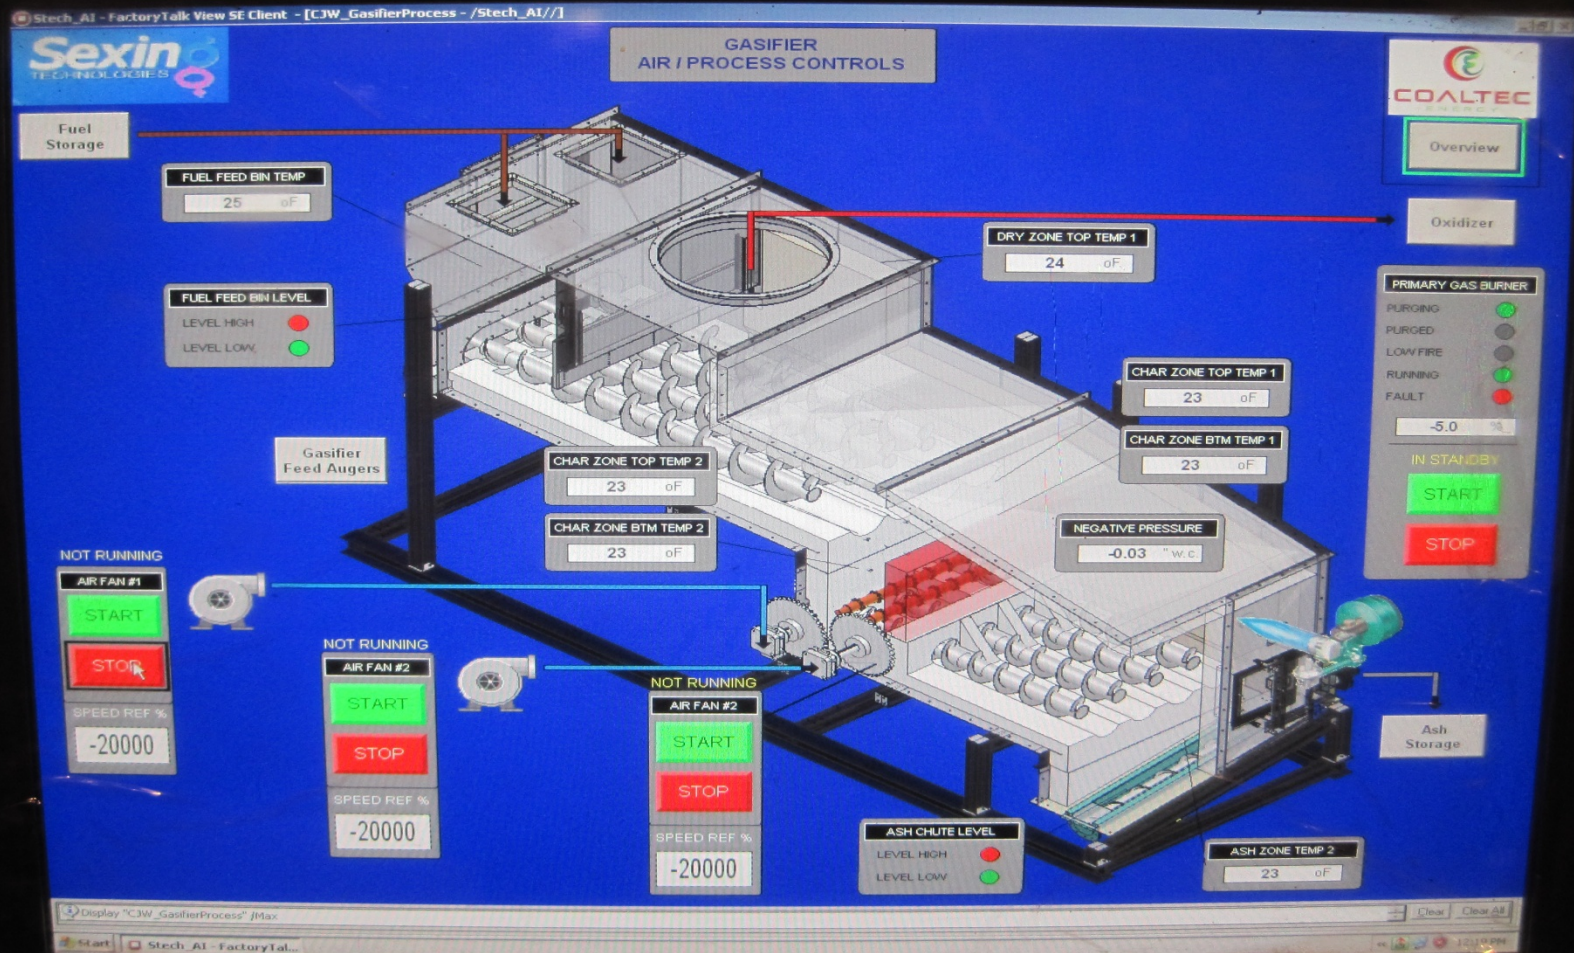 Stech_AI - FactoryTalk View SE Client - [CJW_GasifierProcess - /Stech_AI//]
Sexing
TECHNOLOGIES
GASIFIER
AIR / PROCESS CONTROLS
COALTEC
ENERGY
Fuel
Storage
Overview
FUEL FEED BIN TEMP
25 oF
Oxidizer
DRY ZONE TOP TEMP 1
24 oF
FUEL FEED BIN LEVEL
LEVEL HIGH
LEVEL LOW
PRIMARY GAS BURNER
PURGING
PURGED
LOW FIRE
RUNNING
FAULT
-5.0 %
IN STANDBY
START
STOP
CHAR ZONE TOP TEMP 1
23 oF
CHAR ZONE BTM TEMP 1
23 oF
Gasifier
Feed Augers
CHAR ZONE TOP TEMP 2
23 oF
CHAR ZONE BTM TEMP 2
23 oF
NEGATIVE PRESSURE
-0.03 "w.c.
NOT RUNNING
AIR FAN #1
START
STOP
SPEED REF %
-20000
NOT RUNNING
AIR FAN #2
START
STOP
SPEED REF %
-20000
NOT RUNNING
AIR FAN #2
START
STOP
SPEED REF %
-20000
Ash
Storage
ASH CHUTE LEVEL
LEVEL HIGH
LEVEL LOW
ASH ZONE TEMP 2
23 oF
Display "CJW_GasifierProcess" /Max
Clear
Clear All
Start
Stech_AI - FactoryTal...
12:19 PM